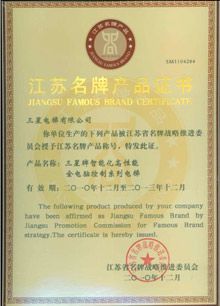 江苏名牌产品
SMX1104204
江苏名牌产品证书
JIANGSU FAMOUS BRAND CERTIFICATE
三星电梯有限公司
你单位生产的下列产品被江苏省名牌战略推进委
员会授予江苏名牌产品称号，特发此证。
产品名称：三星牌智能化高性能
全电脑控制系列电梯
有效期：二〇一〇年十二月至二〇一三年十二月
The following product produced by your company
have been affirmed as Jiangsu Famous Brand by
Jiangsu Promotion Commission for Famous Brand
strategy.The certificate is hereby issued.
江苏省名牌战略推进委员会
二〇一〇年十二月